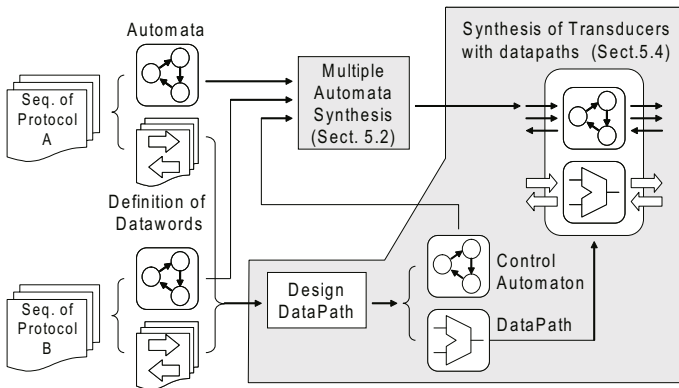 Automata
Seq. of
Protocol
A
Definition of
Datawords
Seq. of
Protocol
B
Multiple
Automata
Synthesis
(Sect. 5.2)
Synthesis of Transducers
with datapaths (Sect.5.4)
Design
DataPath
Control
Automaton
DataPath